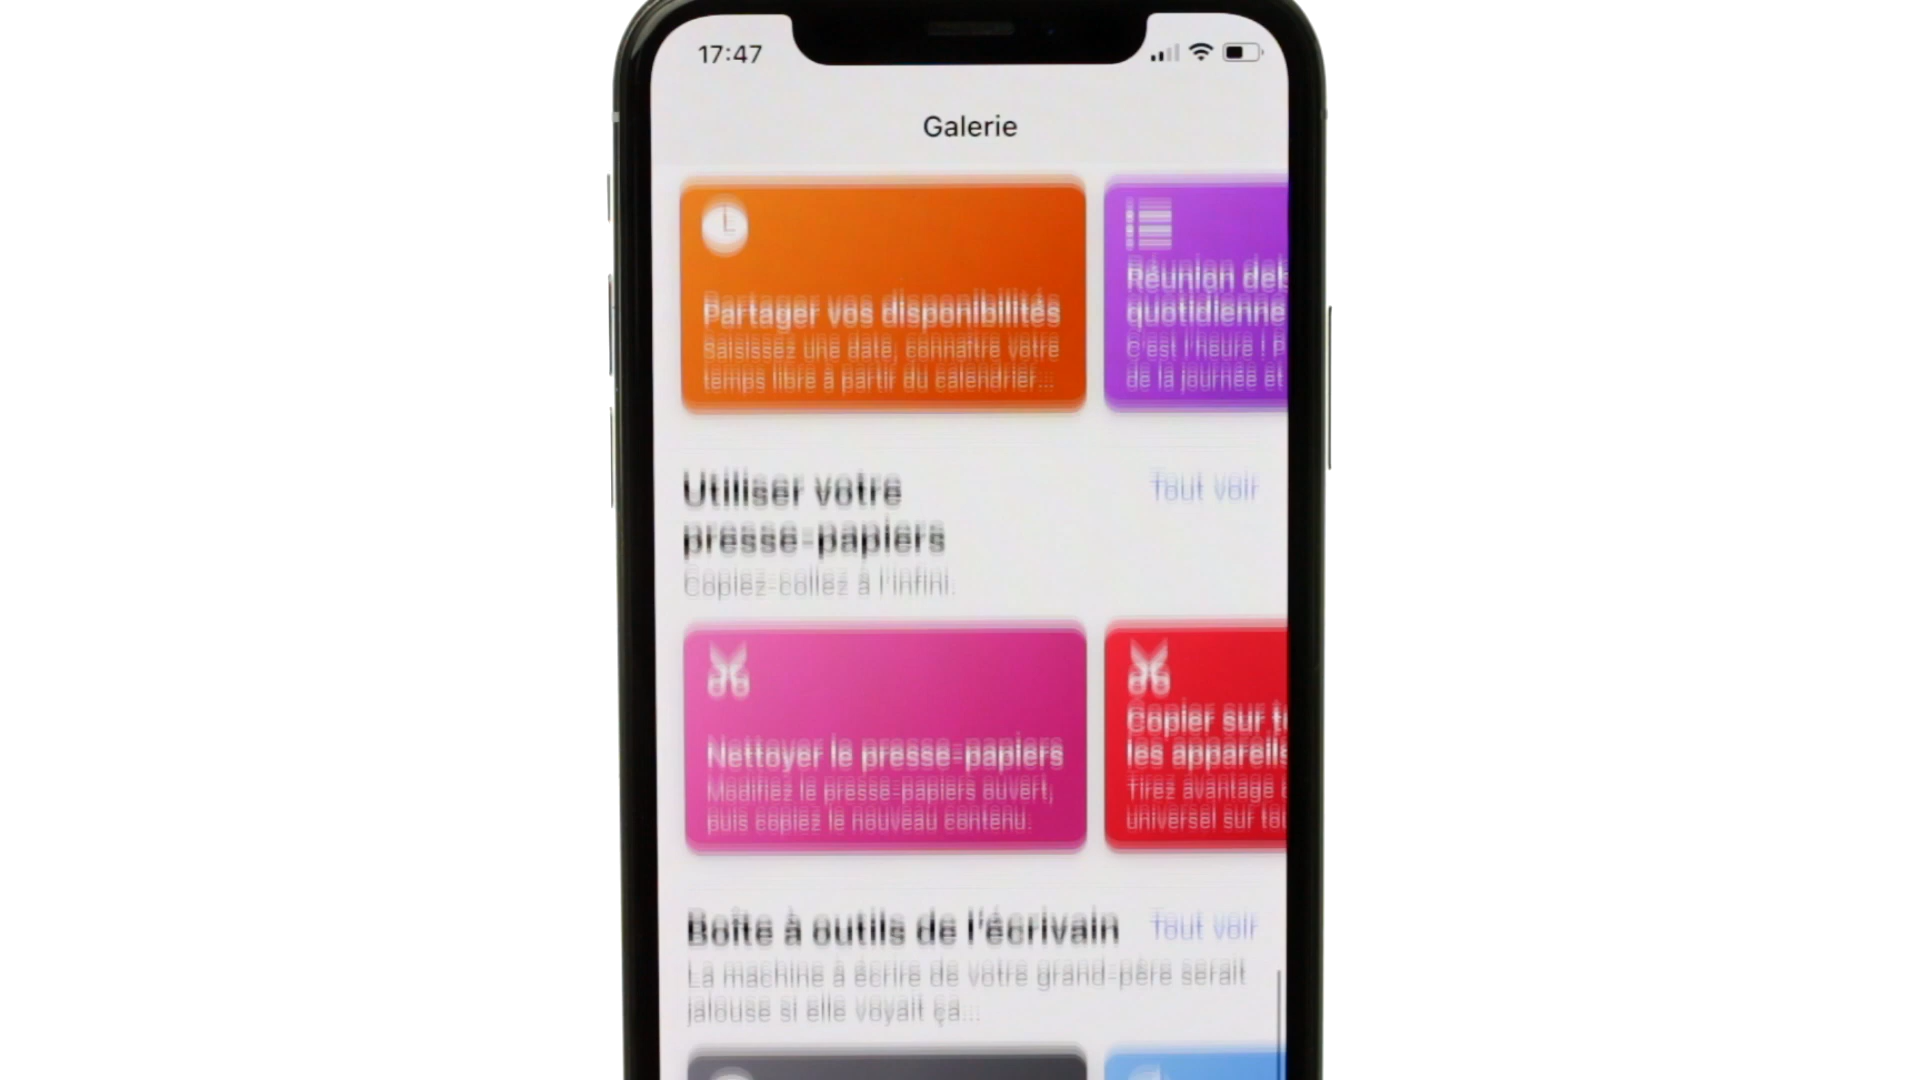 17:47
Galerie
Partager vos disponibilités
Saisissez une date, connaître votre
temps libre à partir du calendrier...
Réunion deb
quotidienne
C'est l'heure ! P
de la journée et
Utiliser votre
presse-papiers
Tout voir
Copiez-collez à l'infini.
Nettoyer le presse-papiers
Modifiez le presse-papiers ouvert,
puis copiez le nouveau contenu.
Copier sur to
les appareils
Tirez avantage
universel sur tou
Boîte à outils de l'écrivain
Tout voir
La machine à écrire de votre grand-père serait
jalouse si elle voyait ça...